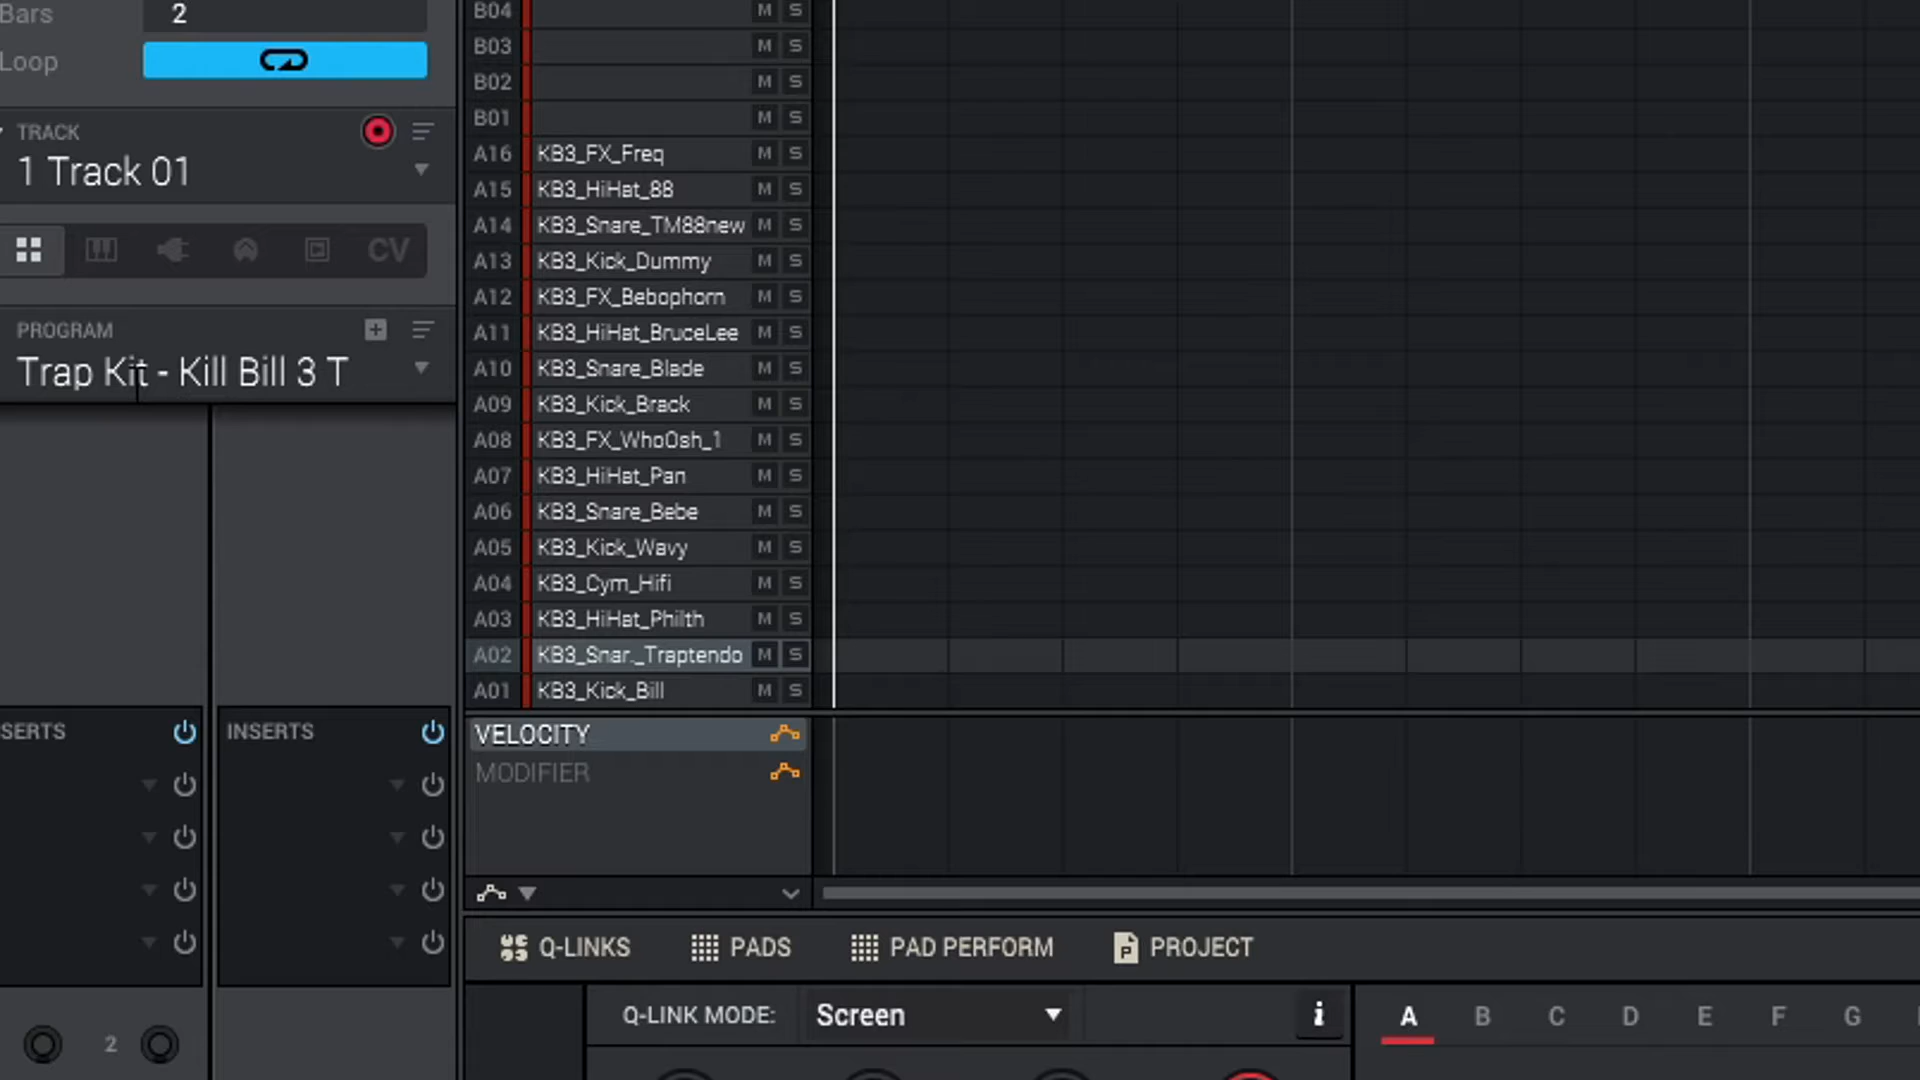 Bars 2
Loop
TRACK
1 Track 01
CV
PROGRAM
Trap Kit - Kill Bill 3 T
SERTS
INSERTS
2
B04 M S
B03 M S
B02 M S
B01 M S
A16 KB3_FX_Freq M S
A15 KB3_HiHat_88 M S
A14 KB3_Snare_TM88new M S
A13 KB3_Kick_Dummy M S
A12 KB3_FX_Bebophorn M S
A11 KB3_HiHat_BruceLee M S
A10 KB3_Snare_Blade M S
A09 KB3_Kick_Brack M S
A08 KB3_FX_WhoOsh_1 M S
A07 KB3_HiHat_Pan M S
A06 KB3_Snare_Bebe M S
A05 KB3_Kick_Wavy M S
A04 KB3_Cym_Hifi M S
A03 KB3_HiHat_Philth M S
A02 KB3_Snar._Traptendo M S
A01 KB3_Kick_Bill M S
VELOCITY
MODIFIER
Q-LINKS PADS PAD PERFORM P PROJECT
Q-LINK MODE: Screen i
A B C D E F G